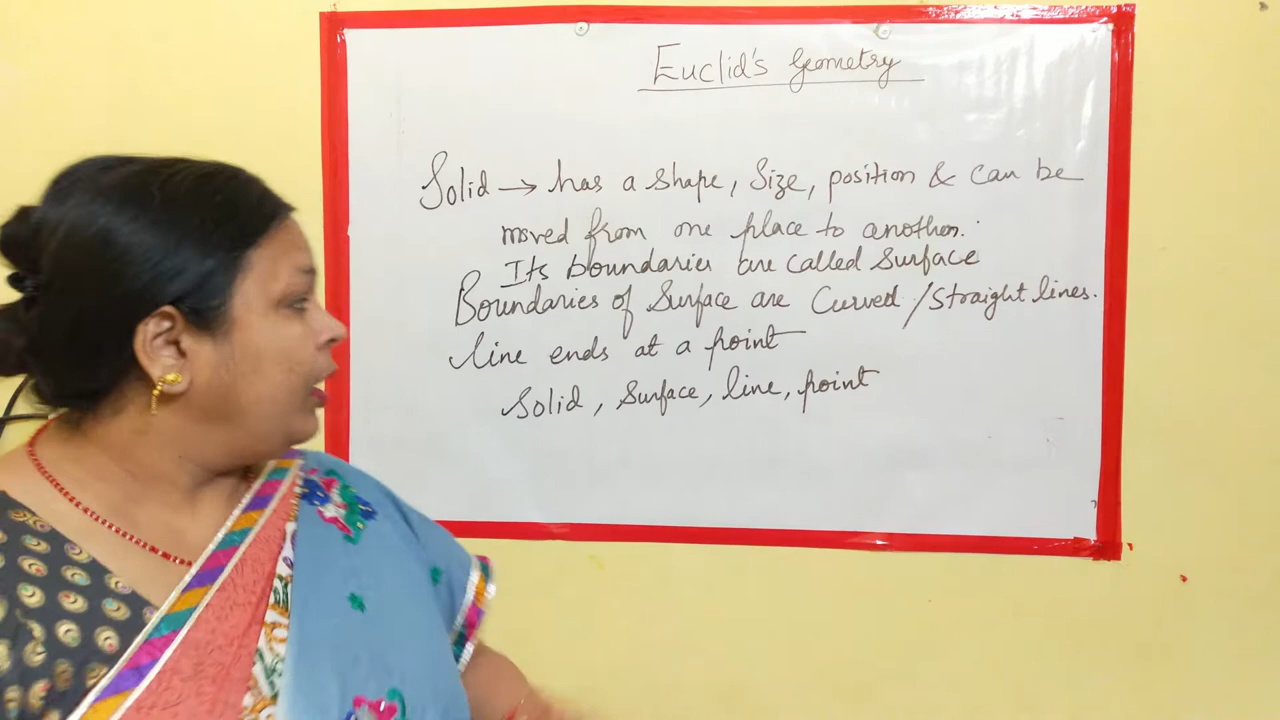 Euclid's Geometry
Solid → has a shape, Size, position & can be
moved from one place to another.
Its boundaries are called Surface
Boundaries of Surface are Curved / Straight lines.
line ends at a point
Solid, Surface, line, point